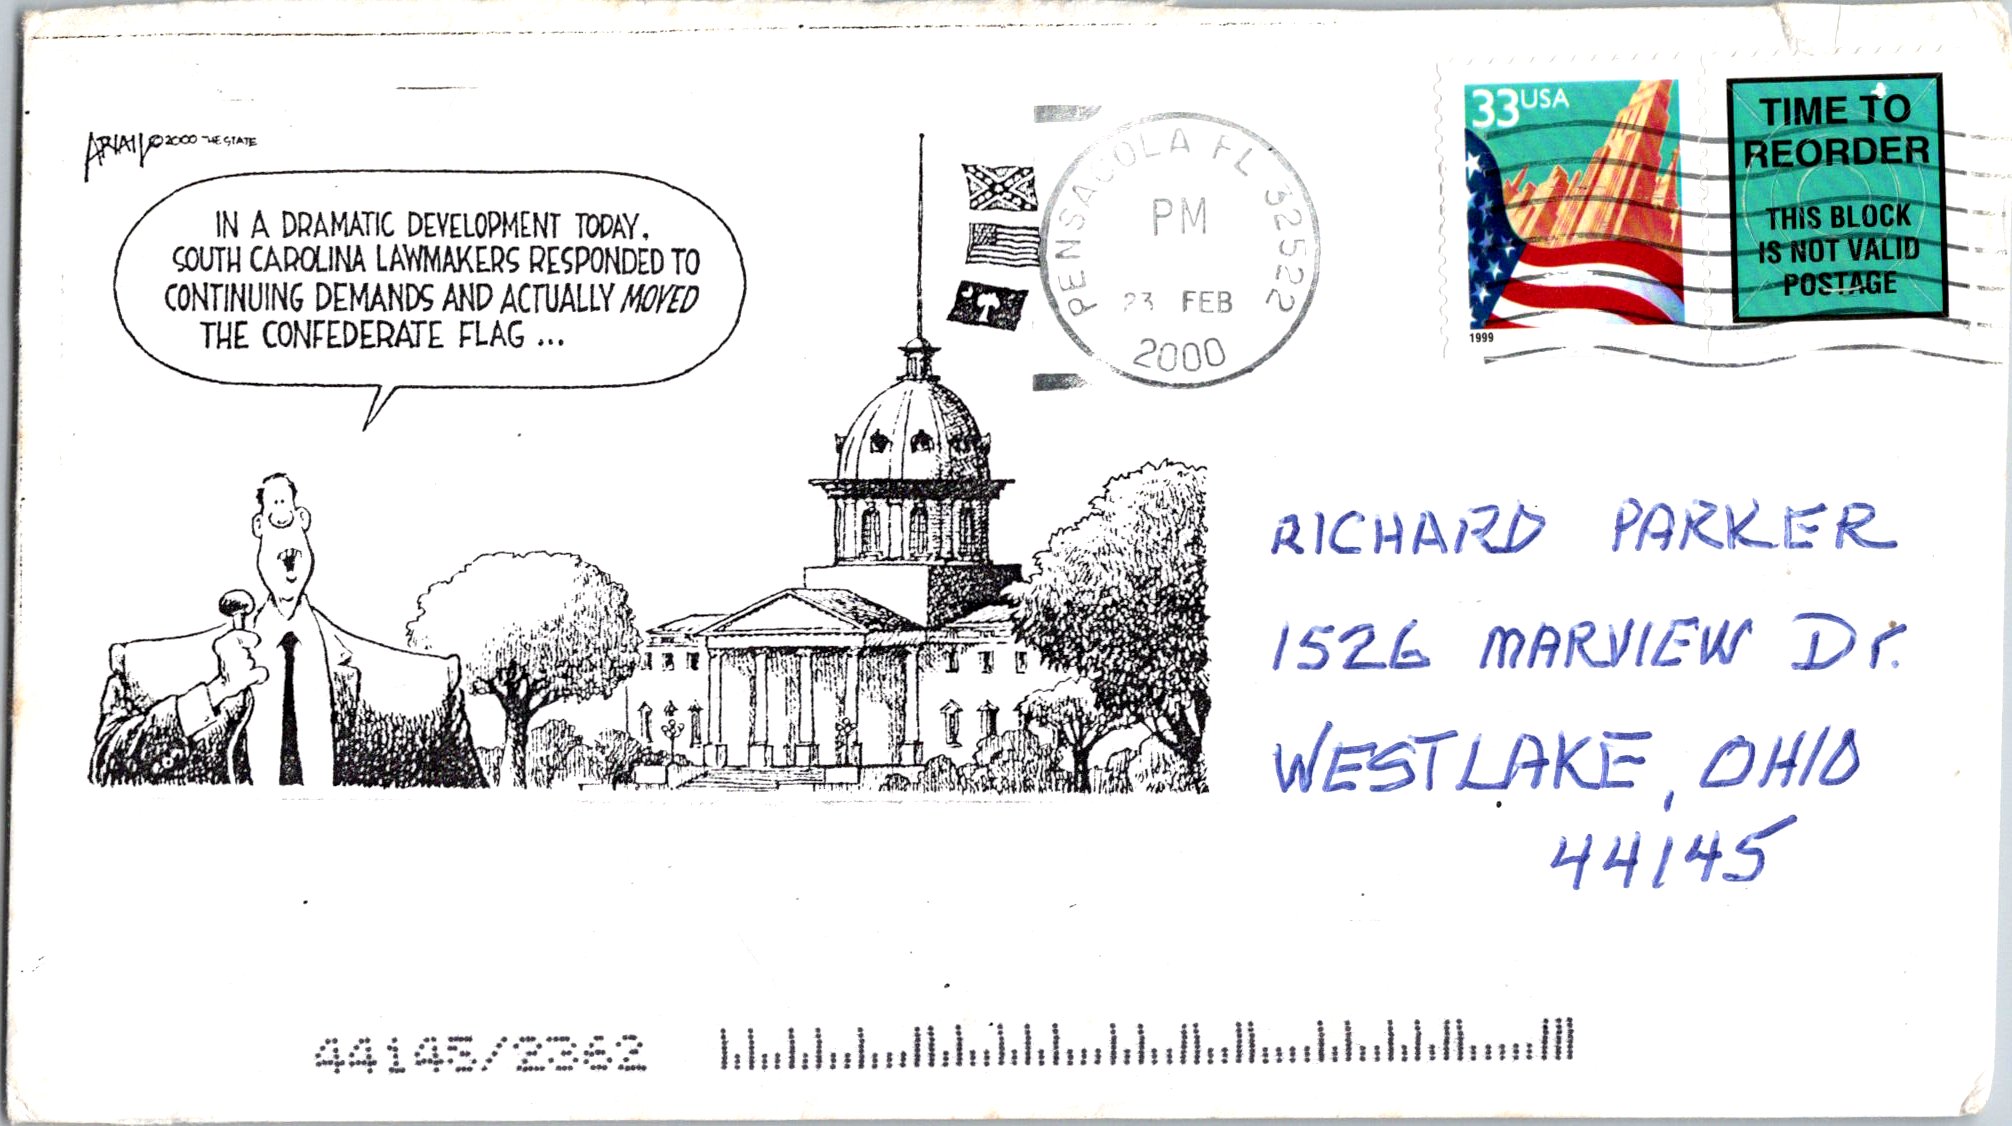 ARIAIL ©2000 THE STATE
IN A DRAMATIC DEVELOPMENT TODAY,
SOUTH CAROLINA LAWMAKERS RESPONDED TO
CONTINUING DEMANDS AND ACTUALLY MOVED
THE CONFEDERATE FLAG ...
PENSACOLA FL 32522
PM
23 FEB
2000
33USA
1999
TIME TO
REORDER
THIS BLOCK
IS NOT VALID
POSTAGE
RICHARD PARKER
1526 MARVIEW Dr.
WESTLAKE, OHIO
44145
44145/2362